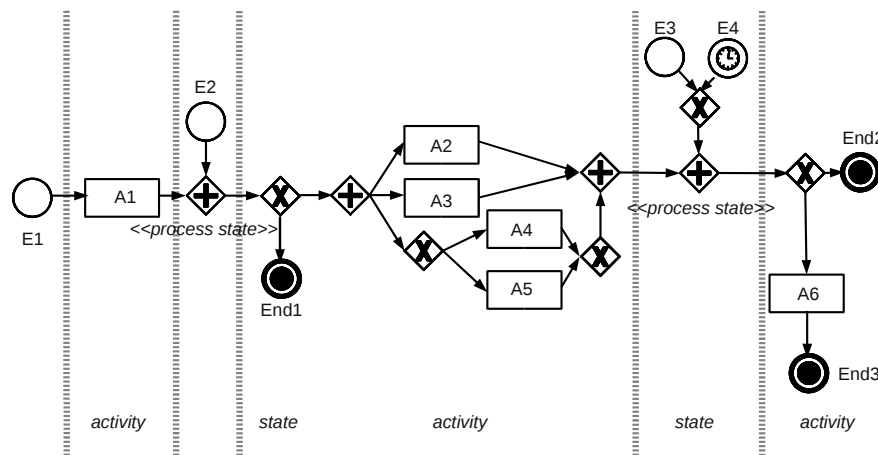 E3
E4
E2
A2
End2
A1
A3
<<process state>>
<<process state>>
E1
A4
A5
A6
End1
End3
activity
state
activity
state
activity